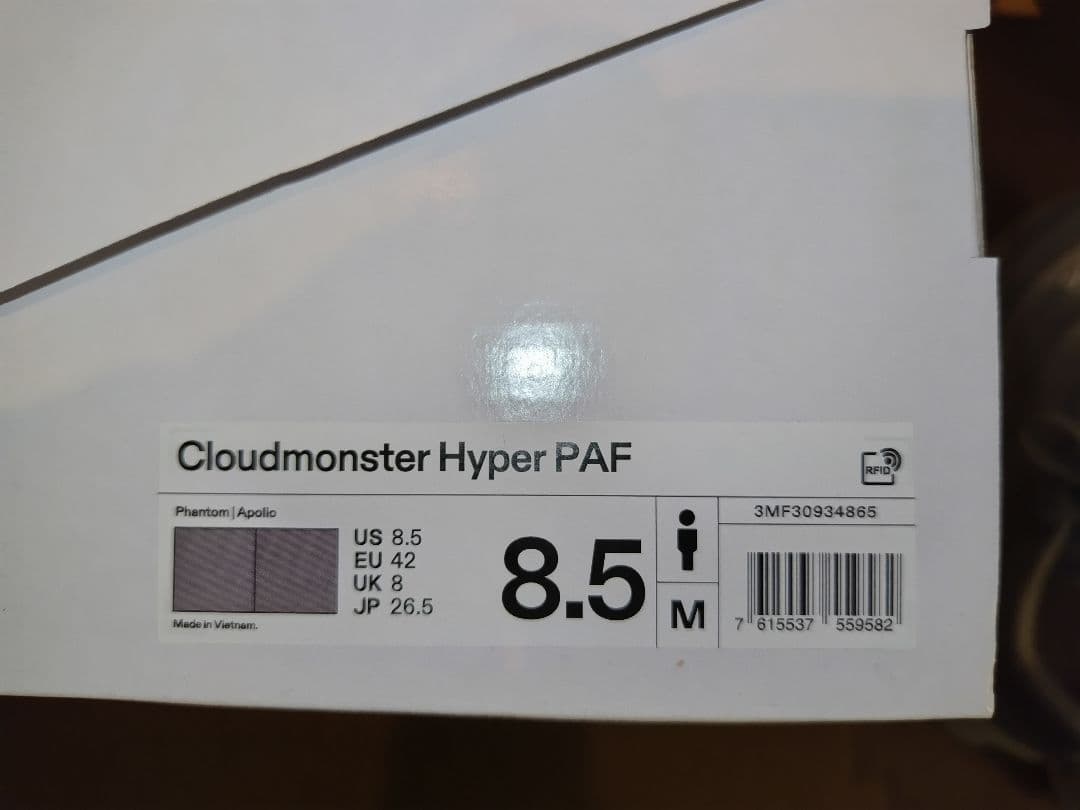 Cloudmonster Hyper PAF
RFID
Phantom | Apollo
US 8.5
EU 42
UK 8
JP 26.5
Made in Vietnam.
8.5
M
3MF30934865
7 615537 559582